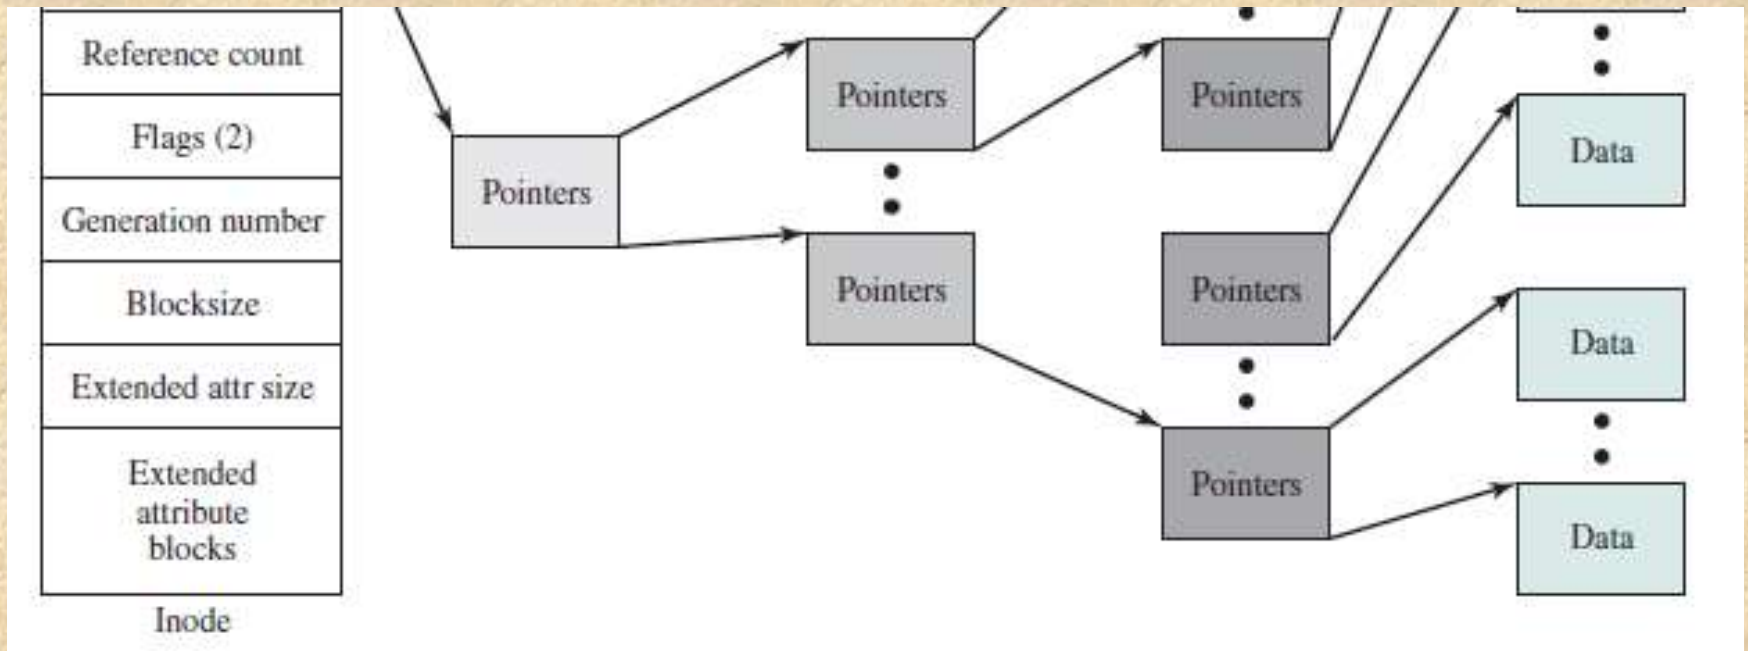 Reference count
Flags (2)
Generation number
Blocksize
Extended attr size
Extended
attribute
blocks
Inode
Pointers
Pointers
Pointers
Pointers
Pointers
Pointers
Data
Data
Data